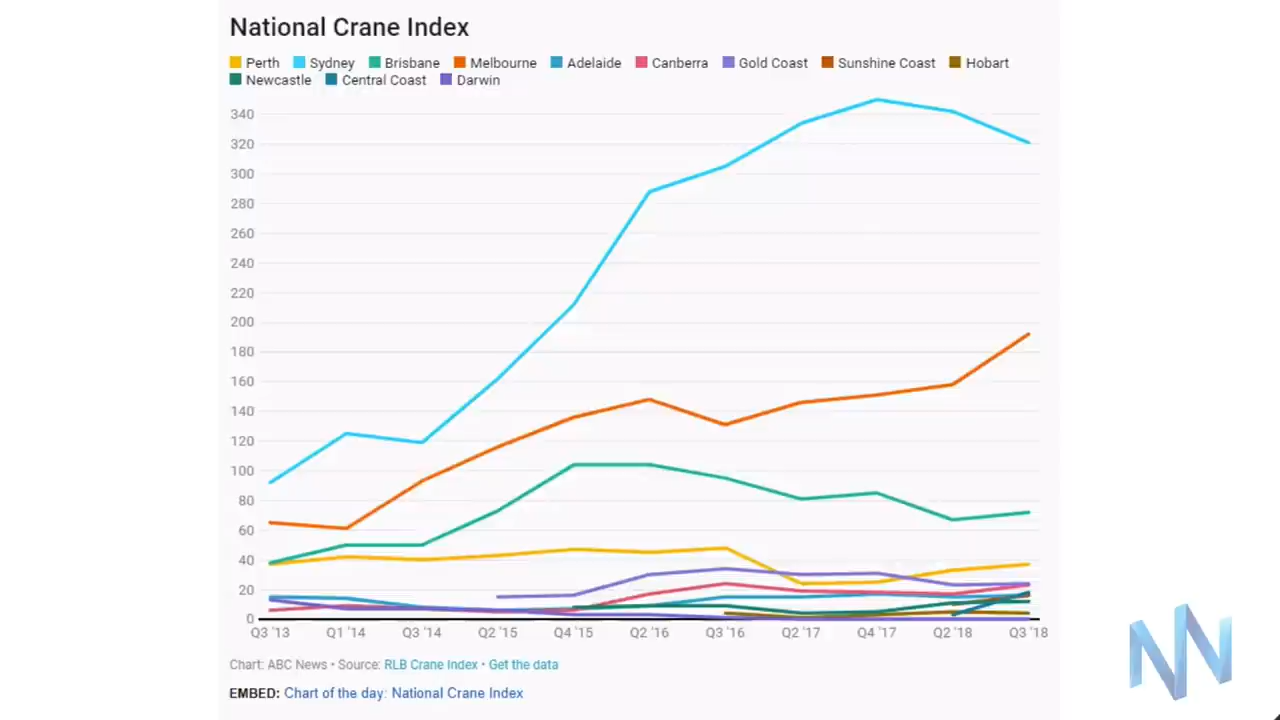 National Crane Index
Perth Sydney Brisbane Melbourne Adelaide Canberra Gold Coast Sunshine Coast Hobart
Newcastle Central Coast Darwin
340
320
300
280
260
240
220
200
180
160
140
120
100
80
60
40
20
0
Q3 '13 Q1 '14 Q3 '14 Q2 '15 Q4 '15 Q2 '16 Q3 '16 Q2 '17 Q4 '17 Q2 '18 Q3 '18
Chart: ABC News • Source: RLB Crane Index • Get the data
EMBED: Chart of the day: National Crane Index
NN